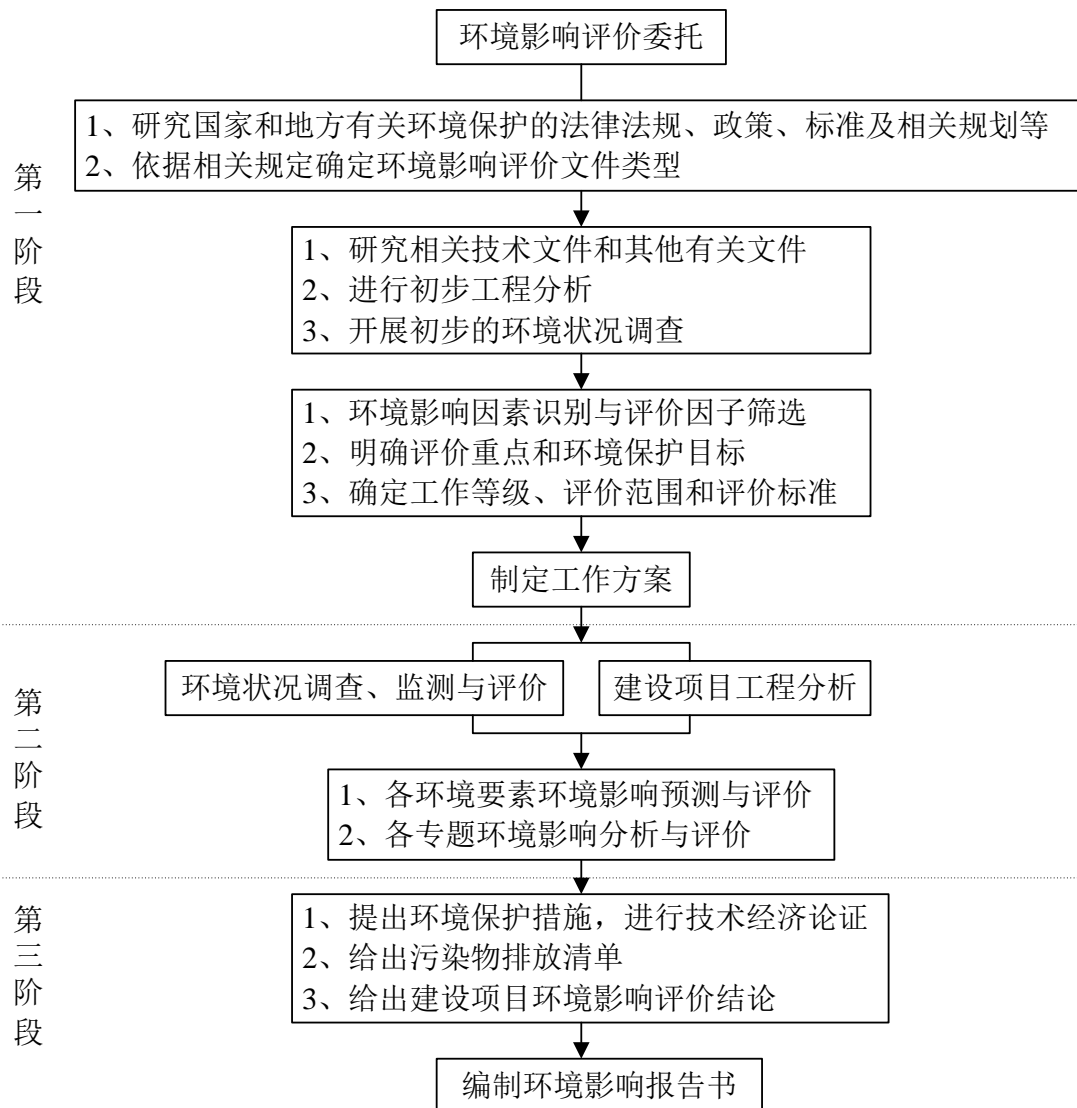 环境影响评价委托
1、研究国家和地方有关环境保护的法律法规、政策、标准及相关规划等
2、依据相关规定确定环境影响评价文件类型
第一阶段
1、研究相关技术文件和其他有关文件
2、进行初步工程分析
3、开展初步的环境状况调查
1、环境影响因素识别与评价因子筛选
2、明确评价重点和环境保护目标
3、确定工作等级、评价范围和评价标准
制定工作方案
第二阶段
环境状况调查、监测与评价
建设项目工程分析
1、各环境要素环境影响预测与评价
2、各专题环境影响分析与评价
第三阶段
1、提出环境保护措施，进行技术经济论证
2、给出污染物排放清单
3、给出建设项目环境影响评价结论
编制环境影响报告书